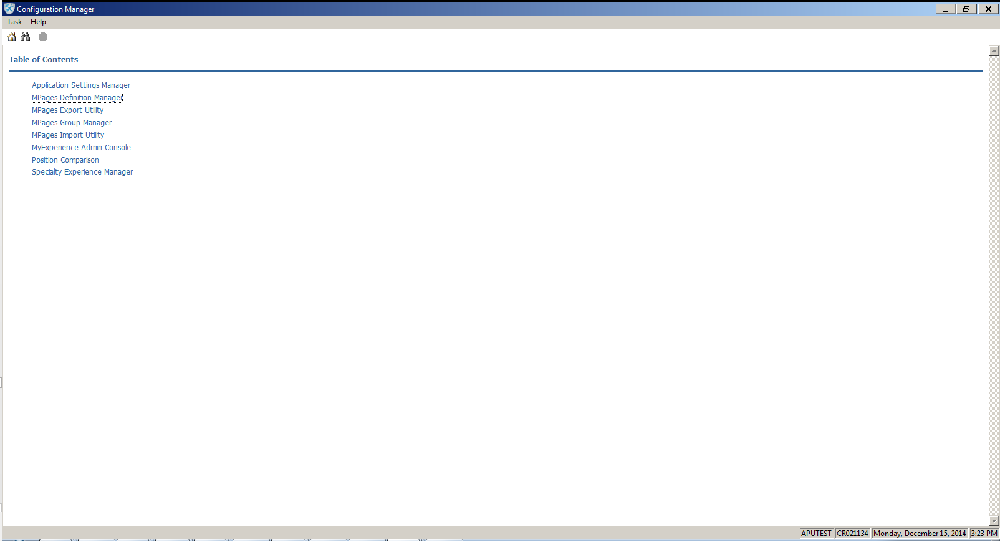 Configuration Manager
Task Help
Table of Contents
Application Settings Manager
MPages Definition Manager
MPages Export Utility
MPages Group Manager
MPages Import Utility
MyExperience Admin Console
Position Comparison
Specialty Experience Manager
APUTEST CR021134 Monday, December 15, 2014 3:23 PM